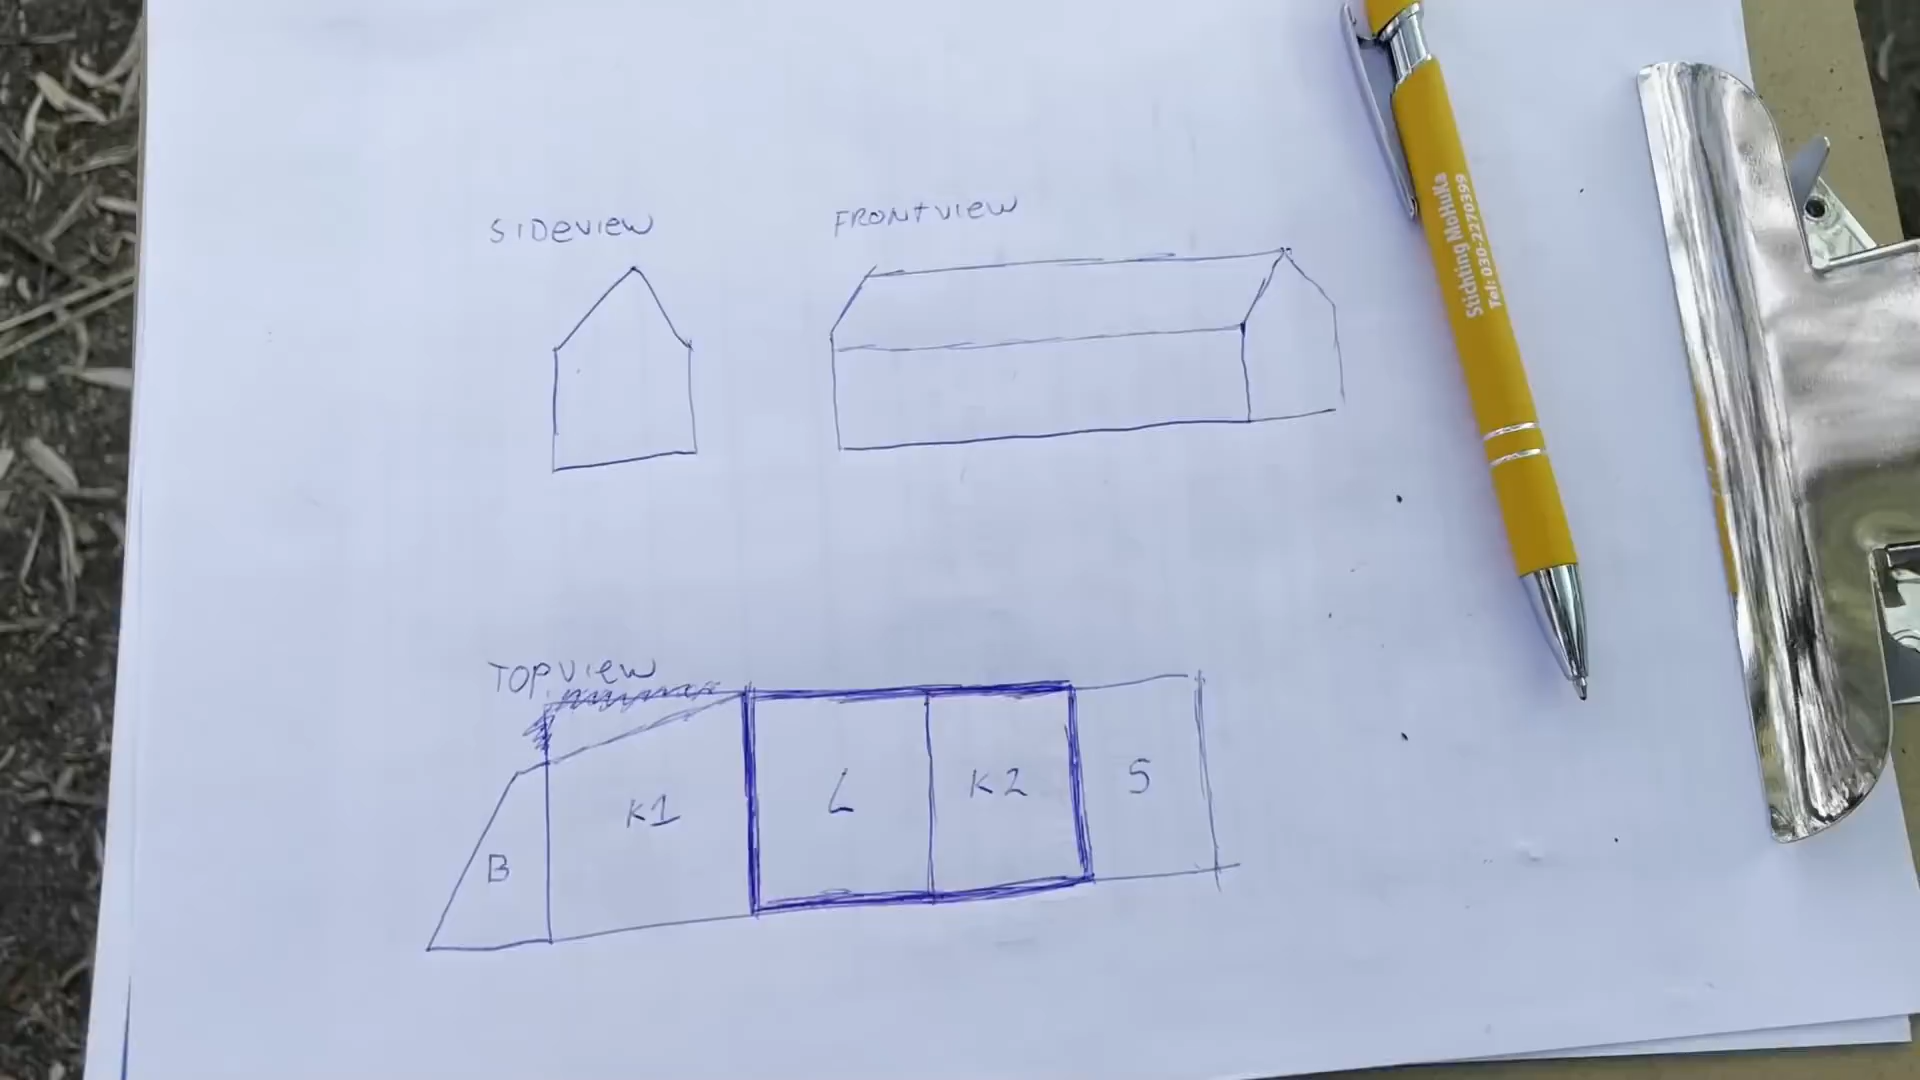 SIDEVIEW
FRONTVIEW
TOPVIEW
B
K1
L
K2
S
Stichting MoHuKa
Tel: 030-2270399